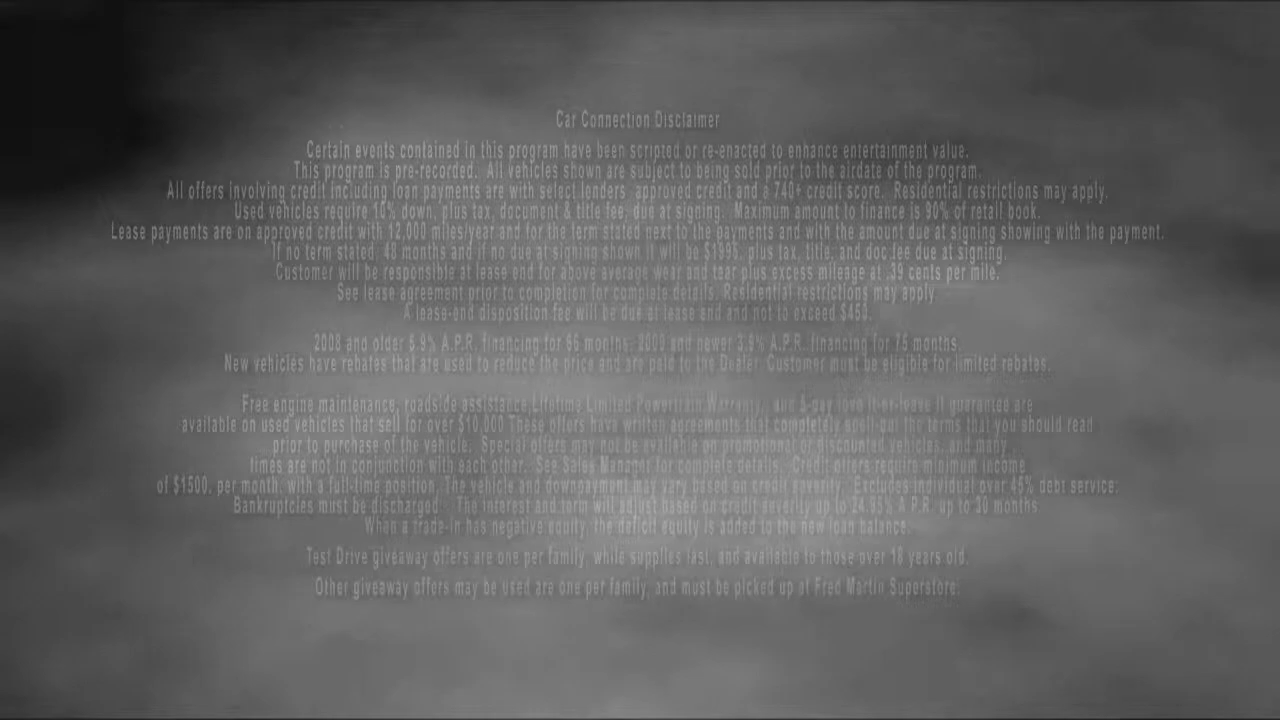 Car Connection Disclaimer
Certain events contained in this program have been scripted or re-enacted to enhance entertainment value.
This program is pre-recorded. All vehicles shown are subject to being sold prior to the airdate of the program.
All offers involving credit including loan payments are with select lenders approved credit and a 740+ credit score. Residential restrictions may apply.
Used vehicles require 10% down, plus tax, document & title fee, due at signing. Maximum amount to finance is 90% of retail book.
Lease payments are on approved credit with 12,000 miles/year and for the term stated next to the payments and with the amount due at signing showing with the payment.
If no term stated, 48 months and if no due at signing shown it will be $1995, plus tax, title, and doc fee due at signing.
Customer will be responsible at lease end for above average wear and tear plus excess mileage at .39 cents per mile.
See lease agreement prior to completion for complete details. Residential restrictions may apply.
A lease-end disposition fee will be due at lease end and not to exceed $450.
2008 and older 5.9% A.P.R. financing for 96 months, 2009 and newer 3.9% A.P.R. financing for 75 months.
New vehicles have rebates that are used to reduce the price and are paid to the Dealer. Customer must be eligible for limited rebates.
Free engine maintenance, roadside assistance, Lifetime Limited Powertrain Warranty, and 5-day love it-or-leave it guarantee are
available on used vehicles that sell for over $10,000 These offers have written agreements that completely spell-out the terms that you should read
prior to purchase of the vehicle. Special offers may not be available on promotional or discounted vehicles, and many
times are not in conjunction with each other. See Sales Manager for complete details. Credit offers require minimum income
of $1500, per month, with a full-time position. The vehicle and downpayment may vary based on credit severity. Excludes individual over 45% debt service.
Bankruptcies must be discharged. The interest and term will adjust based on credit severity up to 24.95% A.P.R. up to 30 months
When a trade-in has negative equity, the deficit equity is added to the new loan balance.
Test Drive giveaway offers are one per family, while supplies last, and available to those over 18 years old.
Other giveaway offers may be used are one per family, and must be picked up at Fred Martin Superstore.